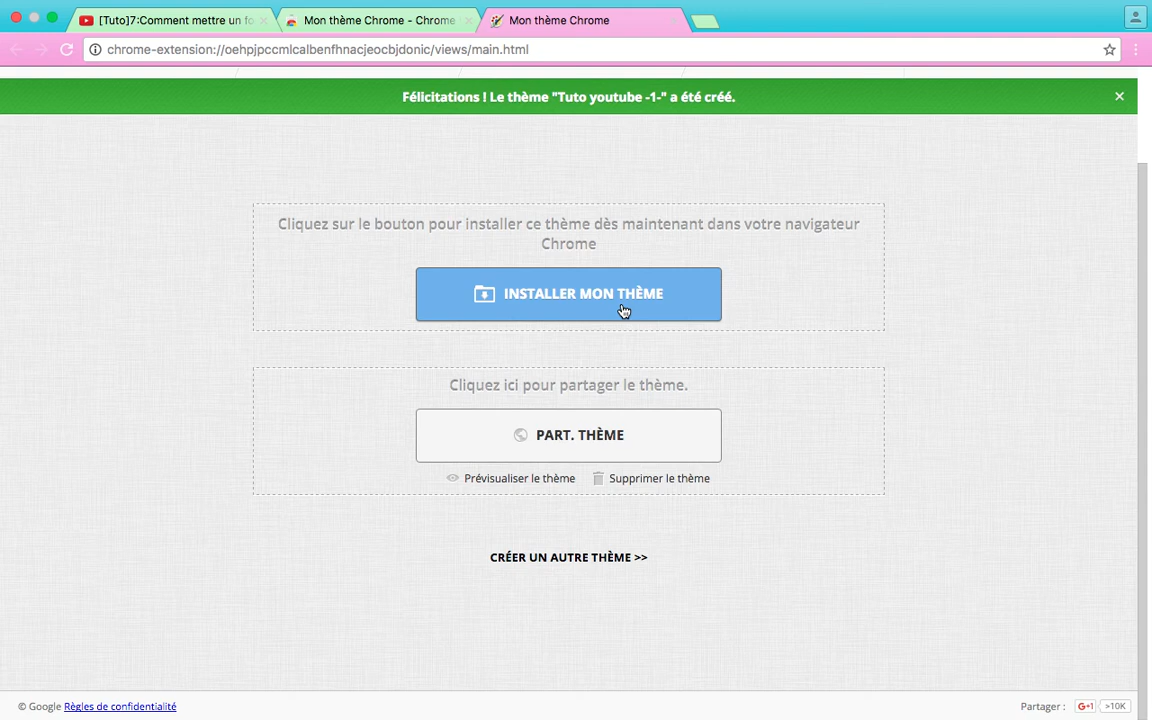 [Tuto]7:Comment mettre un fo
Mon thème Chrome - Chrome
Mon thème Chrome
chrome-extension://oehpjpccmlcalbenfhnacjeocbjdonic/views/main.html
Félicitations ! Le thème "Tuto youtube -1-" a été créé.
Cliquez sur le bouton pour installer ce thème dès maintenant dans votre navigateur
Chrome
INSTALLER MON THÈME
Cliquez ici pour partager le thème.
PART. THÈME
Prévisualiser le thème Supprimer le thème
CRÉER UN AUTRE THÈME >>
© Google Règles de confidentialité
Partager : G+1 >10K